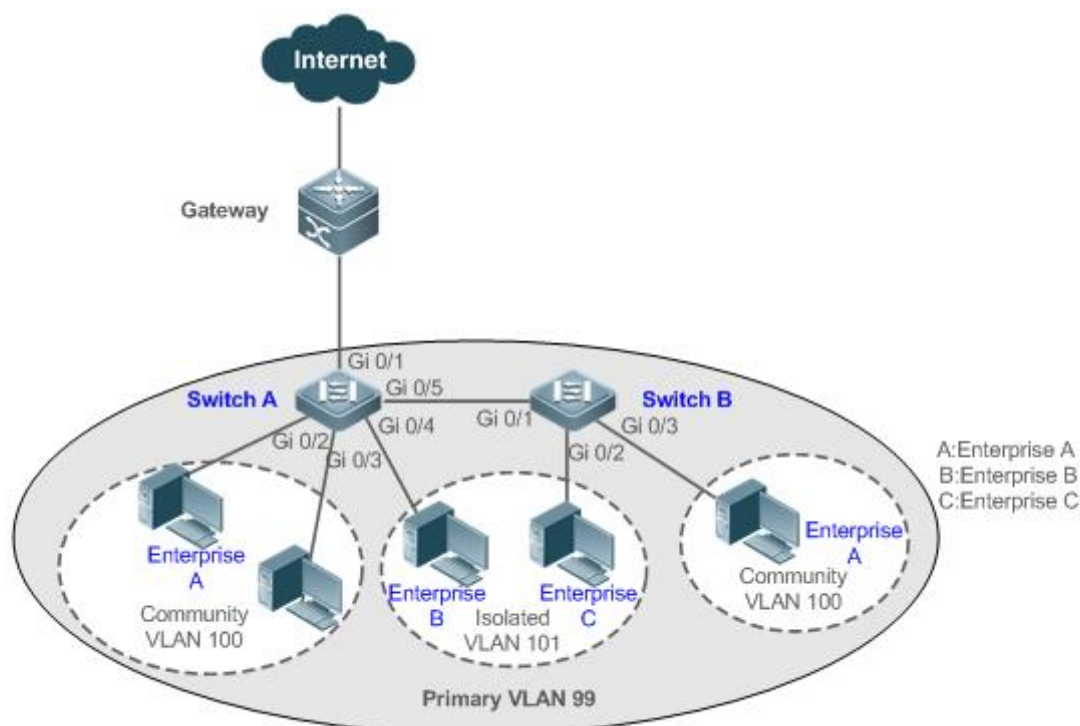 Internet
Gateway
Gi 0/1
Switch A
Gi 0/5
Gi 0/1
Switch B
Gi 0/2
Gi 0/3
Gi 0/4
Gi 0/2
Gi 0/3
A:Enterprise A
B:Enterprise B
C:Enterprise C
Enterprise
A
Community
VLAN 100
Enterprise
B
Isolated
VLAN 101
Enterprise
C
Enterprise
A
Community
VLAN 100
Primary VLAN 99